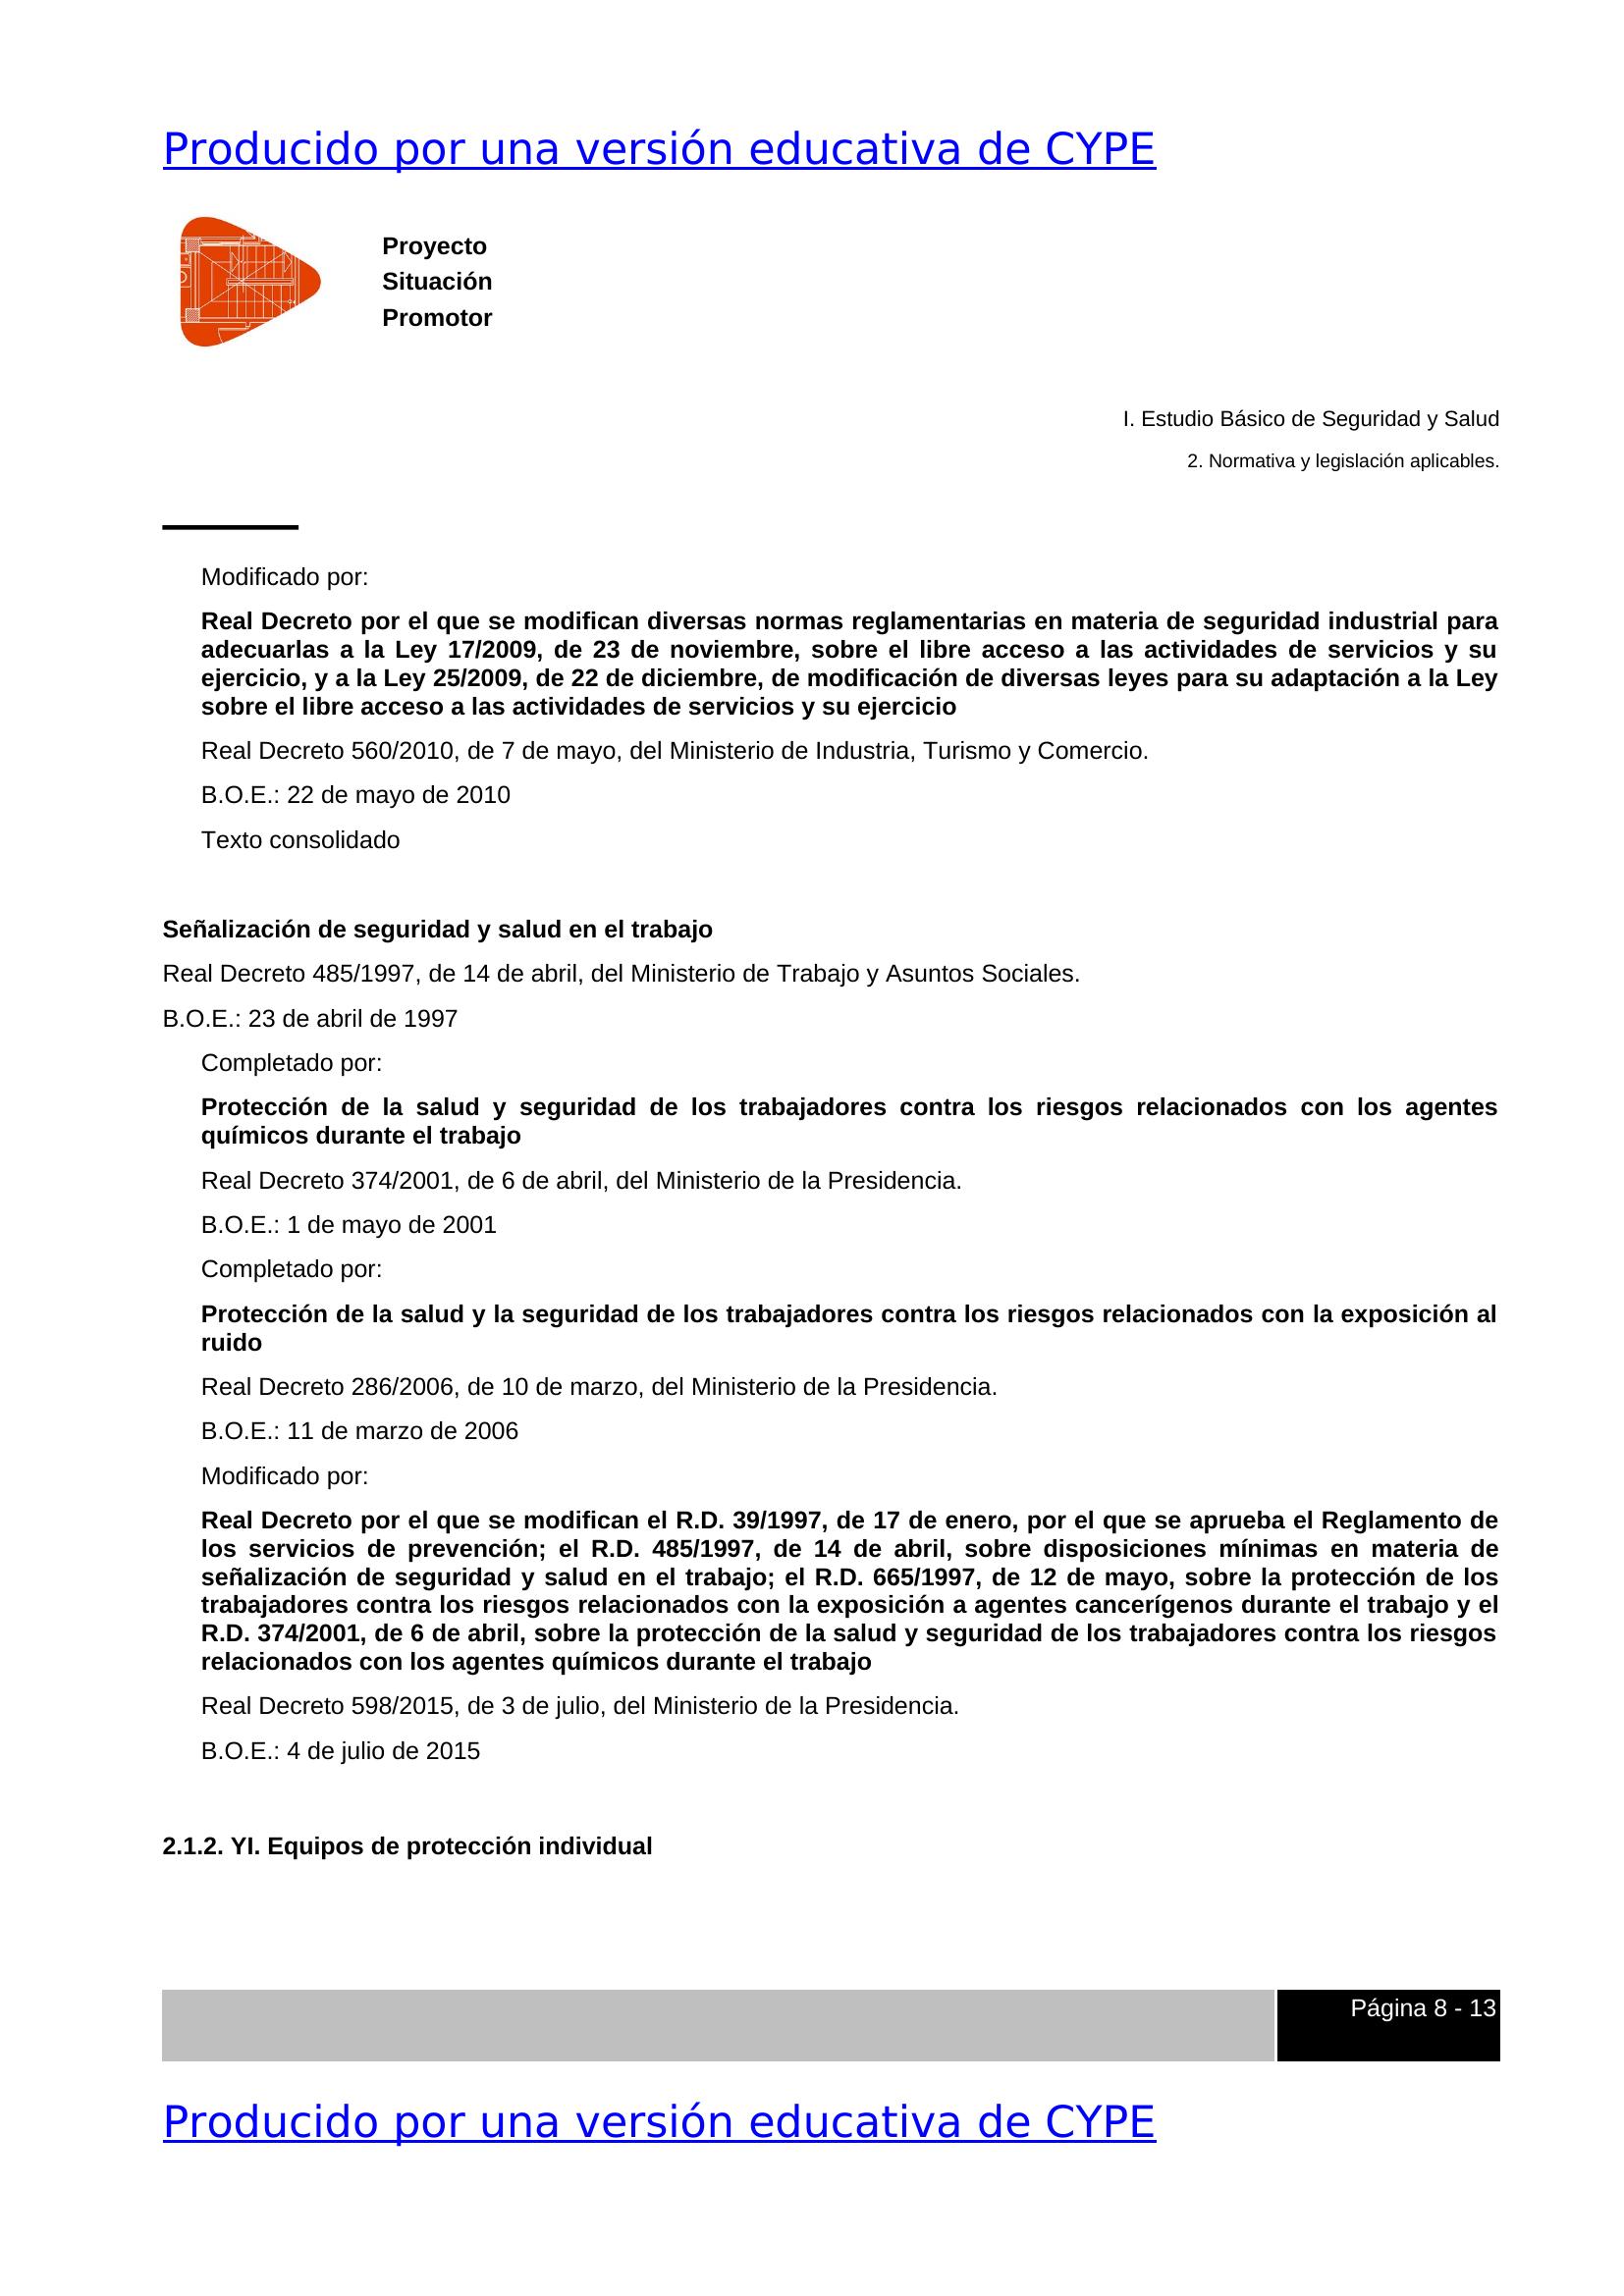 Producido por una versión educativa de CYPE
Proyecto
Situación
Promotor
I. Estudio Básico de Seguridad y Salud
2. Normativa y legislación aplicables.
Modificado por:
Real Decreto por el que se modifican diversas normas reglamentarias en materia de seguridad industrial para
adecuarlas a la Ley 17/2009, de 23 de noviembre, sobre el libre acceso a las actividades de servicios y su
ejercicio, y a la Ley 25/2009, de 22 de diciembre, de modificación de diversas leyes para su adaptación a la Ley
sobre el libre acceso a las actividades de servicios y su ejercicio
Real Decreto 560/2010, de 7 de mayo, del Ministerio de Industria, Turismo y Comercio.
B.O.E.: 22 de mayo de 2010
Texto consolidado
Señalización de seguridad y salud en el trabajo
Real Decreto 485/1997, de 14 de abril, del Ministerio de Trabajo y Asuntos Sociales.
B.O.E.: 23 de abril de 1997
Completado por:
Protección de la salud y seguridad de los trabajadores contra los riesgos relacionados con los agentes
químicos durante el trabajo
Real Decreto 374/2001, de 6 de abril, del Ministerio de la Presidencia.
B.O.E.: 1 de mayo de 2001
Completado por:
Protección de la salud y la seguridad de los trabajadores contra los riesgos relacionados con la exposición al
ruido
Real Decreto 286/2006, de 10 de marzo, del Ministerio de la Presidencia.
B.O.E.: 11 de marzo de 2006
Modificado por:
Real Decreto por el que se modifican el R.D. 39/1997, de 17 de enero, por el que se aprueba el Reglamento de
los servicios de prevención; el R.D. 485/1997, de 14 de abril, sobre disposiciones mínimas en materia de
señalización de seguridad y salud en el trabajo; el R.D. 665/1997, de 12 de mayo, sobre la protección de los
trabajadores contra los riesgos relacionados con la exposición a agentes cancerígenos durante el trabajo y el
R.D. 374/2001, de 6 de abril, sobre la protección de la salud y seguridad de los trabajadores contra los riesgos
relacionados con los agentes químicos durante el trabajo
Real Decreto 598/2015, de 3 de julio, del Ministerio de la Presidencia.
B.O.E.: 4 de julio de 2015
2.1.2. YI. Equipos de protección individual
Página 8 - 13
Producido por una versión educativa de CYPE